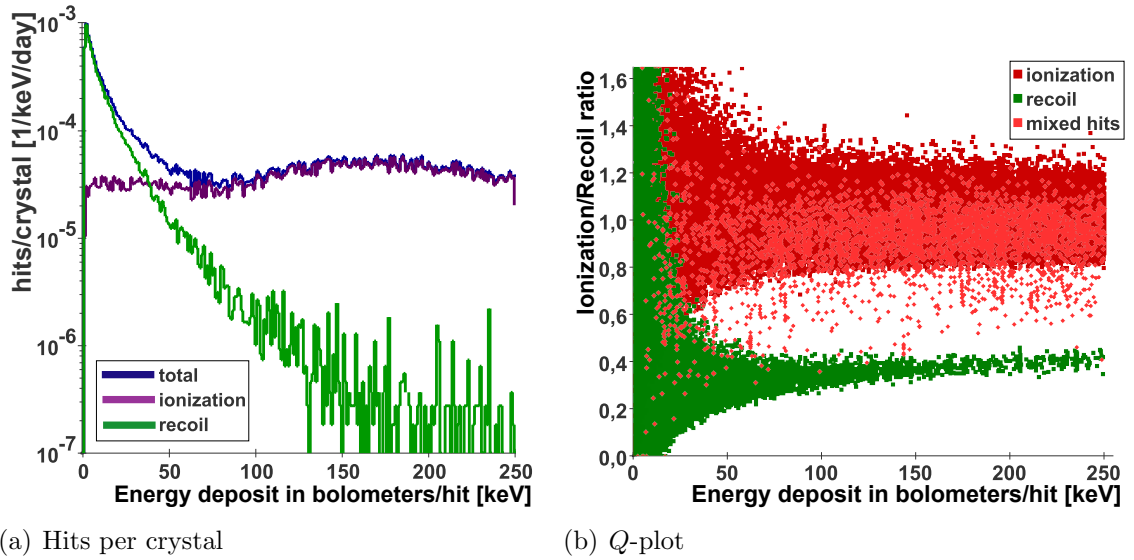 hits/crystal [1/keV/day]
10-3
10-4
10-5
10-6
10-7
total
ionization
recoil
0 50 100 150 200 250
Energy deposit in bolometers/hit [keV]
(a) Hits per crystal
Ionization/Recoil ratio
1,6
1,4
1,2
1,0
0,8
0,6
0,4
0,2
0,0
ionization
recoil
mixed hits
50 100 150 200 250
Energy deposit in bolometers/hit [keV]
(b) Q-plot